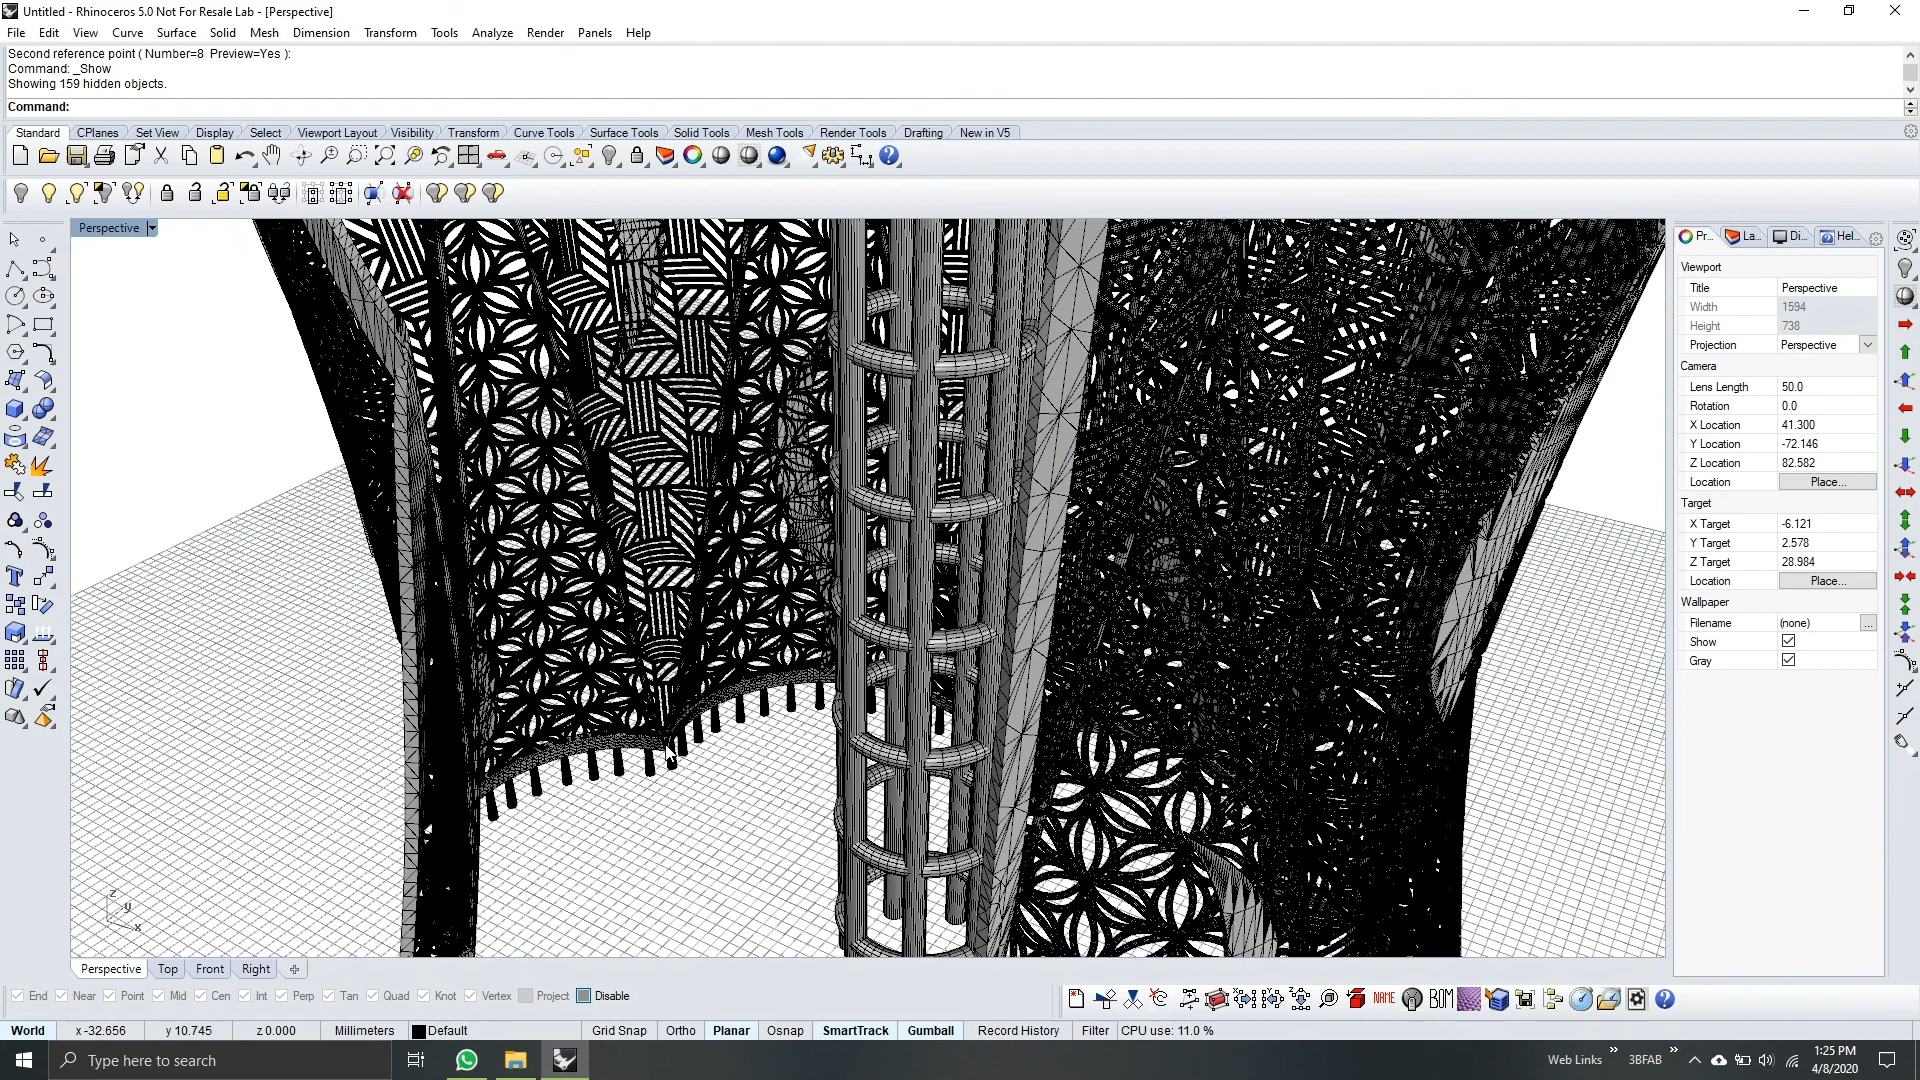 Untitled - Rhinoceros 5.0 Not For Resale Lab - [Perspective]
File Edit View Curve Surface Solid Mesh Dimension Transform Tools Analyze Render Panels Help
Second reference point ( Number=8 Preview=Yes ):
Command: _Show
Showing 159 hidden objects.
Command:
Standard CPlanes Set View Display Select Viewport Layout Visibility Transform Curve Tools Surface Tools Solid Tools Mesh Tools Render Tools Drafting New in V5
Perspective
Pr... La... Di... Hel...
Viewport
Title Perspective
Width 1594
Height 738
Projection Perspective
Camera
Lens Length 50.0
Rotation 0.0
X Location 41.300
Y Location -72.146
Z Location 82.582
Location Place...
Target
X Target -6.121
Y Target 2.578
Z Target 28.984
Location Place...
Wallpaper
Filename (none) ...
Show
Gray
z
y
x
Perspective Top Front Right
End Near Point Mid Cen Int Perp Tan Quad Knot Vertex Project Disable
NAME BOM
World x -32.656 y 10.745 z 0.000 Millimeters Default Grid Snap Ortho Planar Osnap SmartTrack Gumball Record History Filter CPU use: 11.0 %
Type here to search
Web Links » 3BFAB »
1:25 PM
4/8/2020